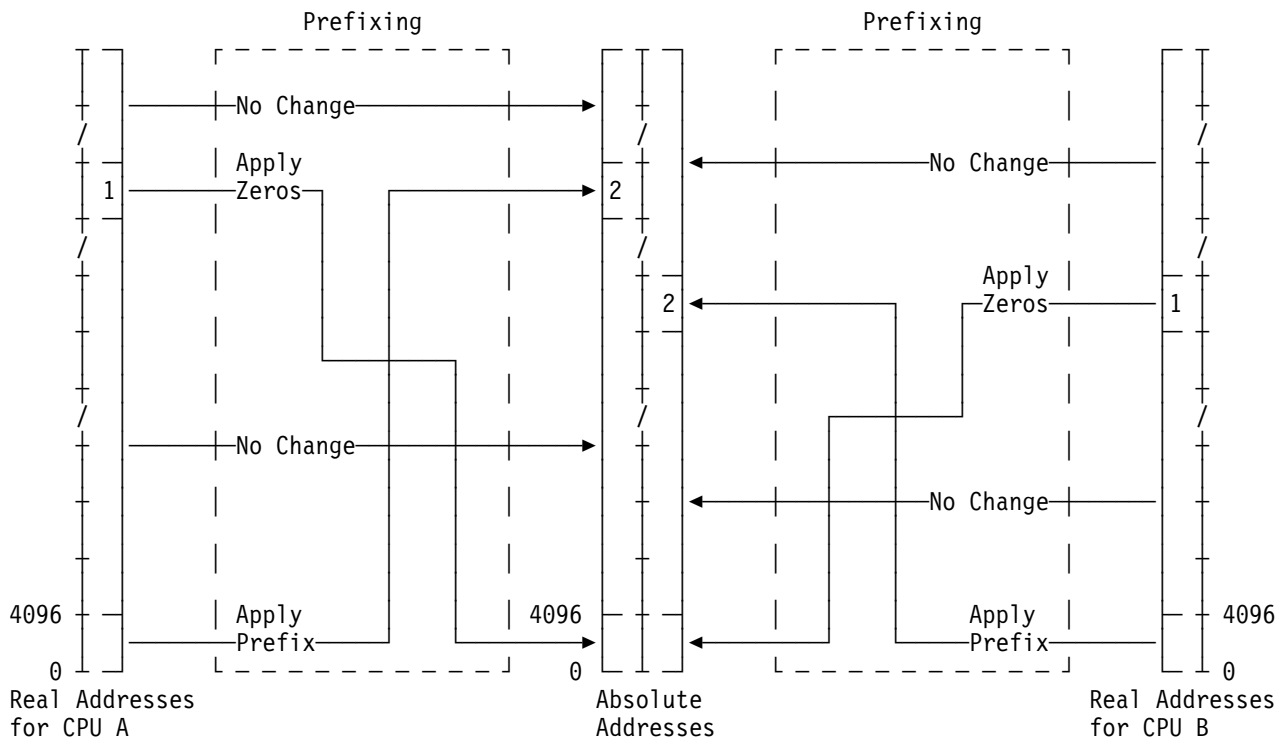 Prefixing
Prefixing
No Change
Apply
No Change
1
Zeros
2
Apply
2
Zeros
1
No Change
No Change
4096
Apply
4096
Apply
4096
Prefix
Prefix
0
0
0
Real Addresses
for CPU A
Absolute
Addresses
Real Addresses
for CPU B